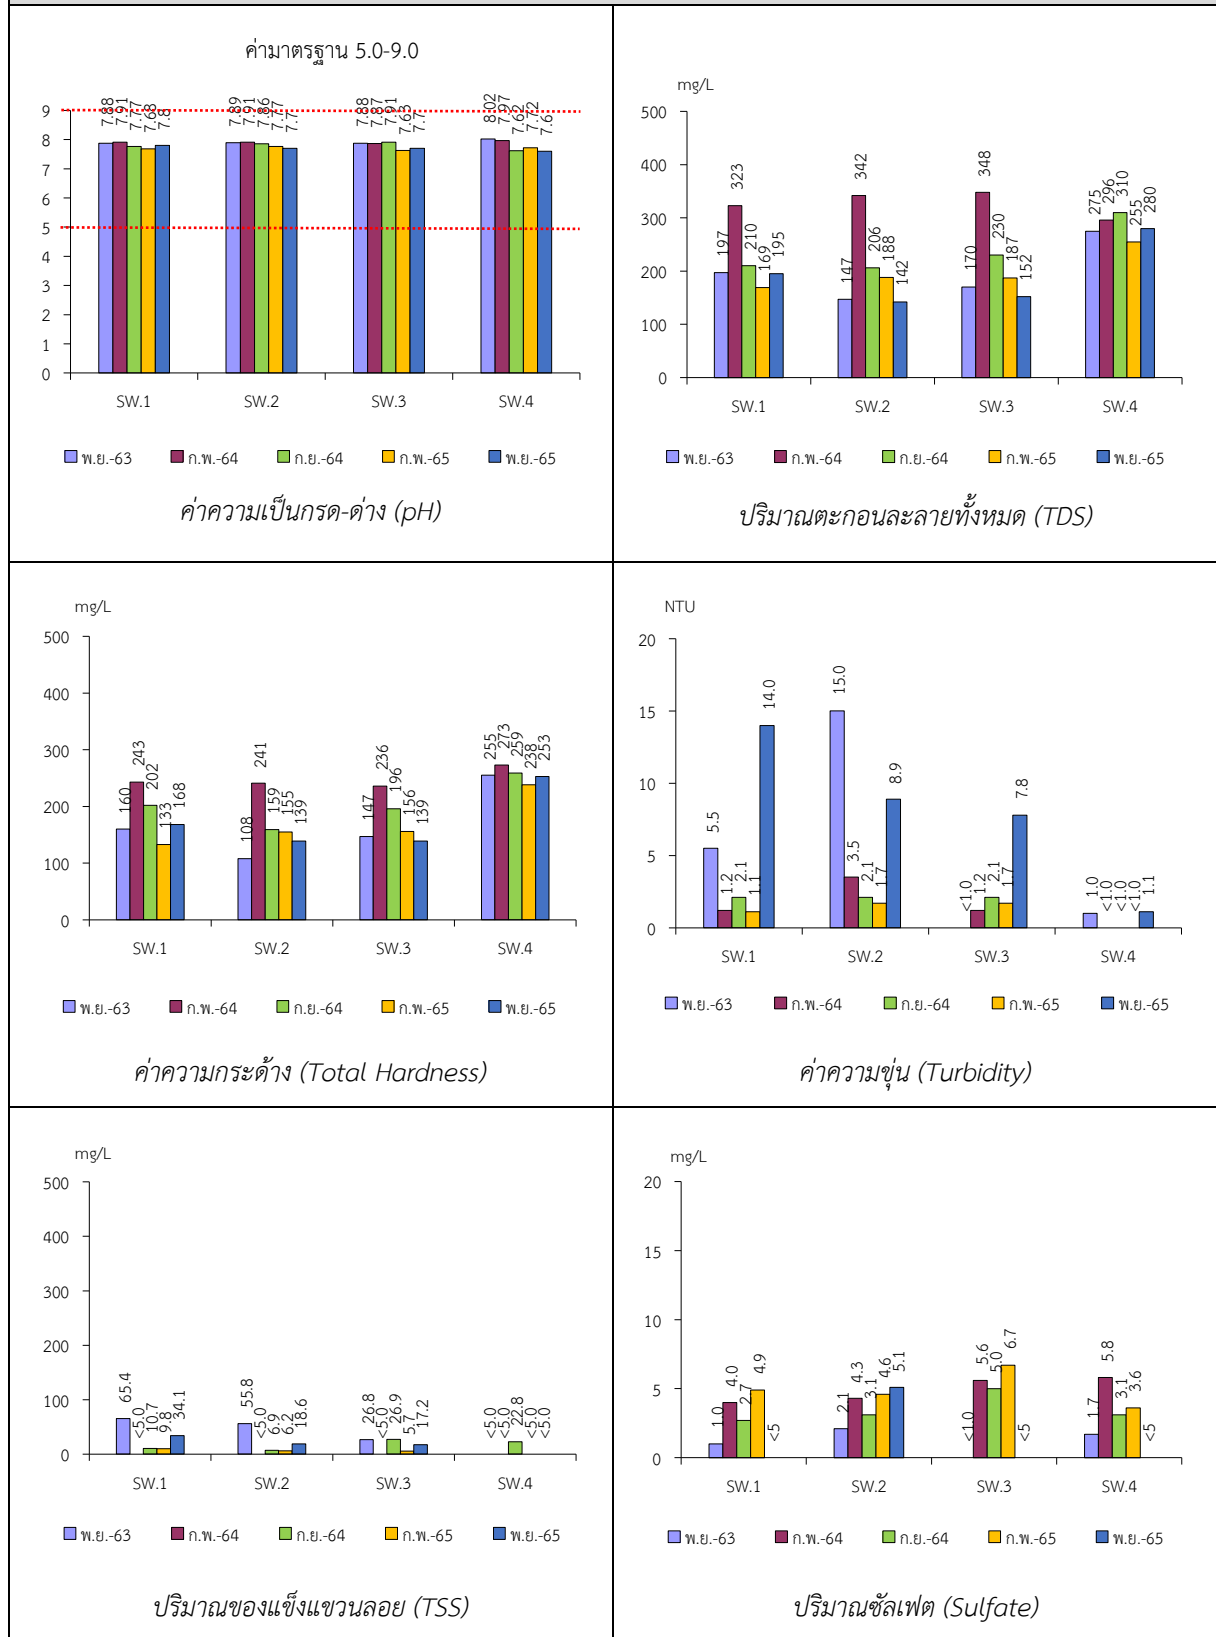 ค่ามาตรฐาน 5.0-9.0
9
8
7
6
5
4
3
2
1
0
7.88 7.91 7.77 7.68 7.8
7.89 7.91 7.86 7.77 7.7
7.88 7.87 7.91 7.63 7.7
8.02 7.97 7.62 7.72 7.6
SW.1 SW.2 SW.3 SW.4
พ.ย.-63 ก.พ.-64 ก.ย.-64 ก.พ.-65 พ.ย.-65
ค่าความเป็นกรด-ด่าง (pH)
mg/L
500
400
300
200
100
0
197 323 210 169 195
147 342 206 188 142
170 348 230 187 152
275 296 310 255 280
SW.1 SW.2 SW.3 SW.4
พ.ย.-63 ก.พ.-64 ก.ย.-64 ก.พ.-65 พ.ย.-65
ปริมาณตะกอนละลายทั้งหมด (TDS)
mg/L
500
400
300
200
100
0
160 243 202 133 168
108 241 159 155 139
147 236 196 156 139
255 273 259 238 253
SW.1 SW.2 SW.3 SW.4
พ.ย.-63 ก.พ.-64 ก.ย.-64 ก.พ.-65 พ.ย.-65
ค่าความกระด้าง (Total Hardness)
NTU
20
15
10
5
0
5.5 1.2 2.1 1.1 14.0
15.0 3.5 2.1 1.7 8.9
<1.0 1.2 2.1 1.7 7.8
1.0 <1.0 <1.0 <1.0 1.1
SW.1 SW.2 SW.3 SW.4
พ.ย.-63 ก.พ.-64 ก.ย.-64 ก.พ.-65 พ.ย.-65
ค่าความขุ่น (Turbidity)
mg/L
500
400
300
200
100
0
65.4 <5.0 10.7 9.8 34.1
55.8 <5.0 6.9 6.2 18.6
26.8 <5.0 26.9 5.7 17.2
<5.0 <5.0 22.8 <5.0 <5.0
SW.1 SW.2 SW.3 SW.4
พ.ย.-63 ก.พ.-64 ก.ย.-64 ก.พ.-65 พ.ย.-65
ปริมาณของแข็งแขวนลอย (TSS)
mg/L
20
15
10
5
0
1.0 4.0 2.7 4.9 <5
2.1 4.3 3.1 4.6 5.1
<1.0 5.6 5.0 6.7 <5
1.7 5.8 3.1 3.6 <5
SW.1 SW.2 SW.3 SW.4
พ.ย.-63 ก.พ.-64 ก.ย.-64 ก.พ.-65 พ.ย.-65
ปริมาณซัลเฟต (Sulfate)